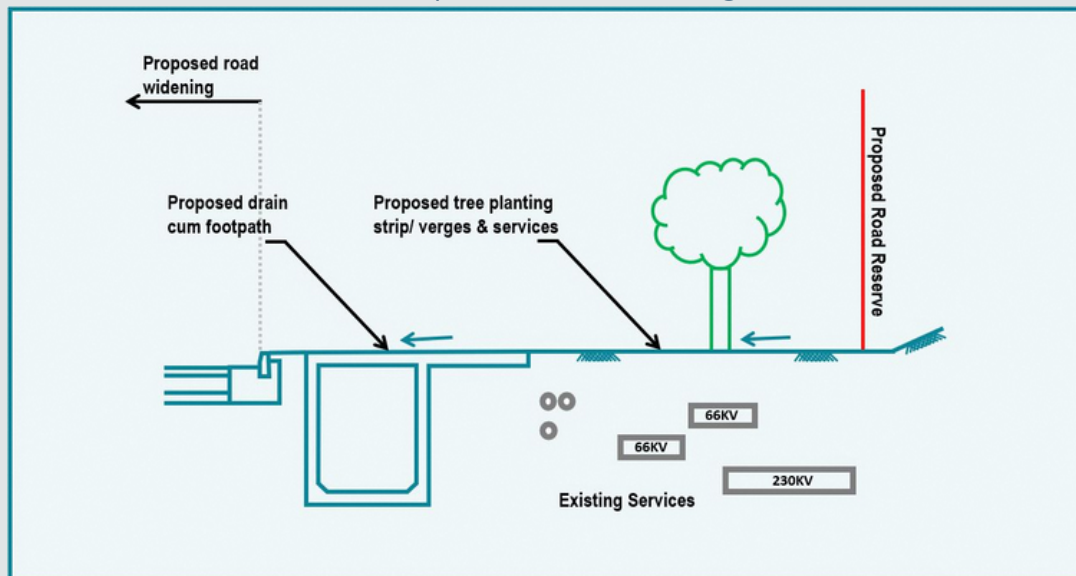 Proposed road
widening
Proposed drain
cum footpath
Proposed tree planting
strip/ verges & services
Proposed Road Reserve
66KV
66KV
230KV
Existing Services